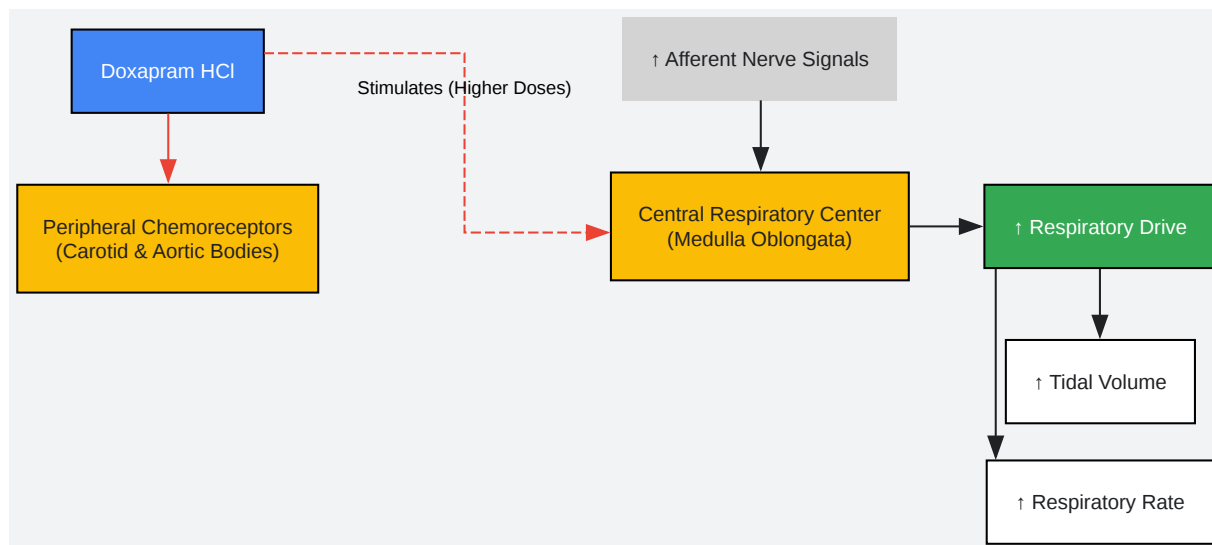 Doxapram HCl
↑ Afferent Nerve Signals
Stimulates (Higher Doses)
Peripheral Chemoreceptors
(Carotid & Aortic Bodies)
Central Respiratory Center
(Medulla Oblongata)
↑ Respiratory Drive
↑ Tidal Volume
↑ Respiratory Rate